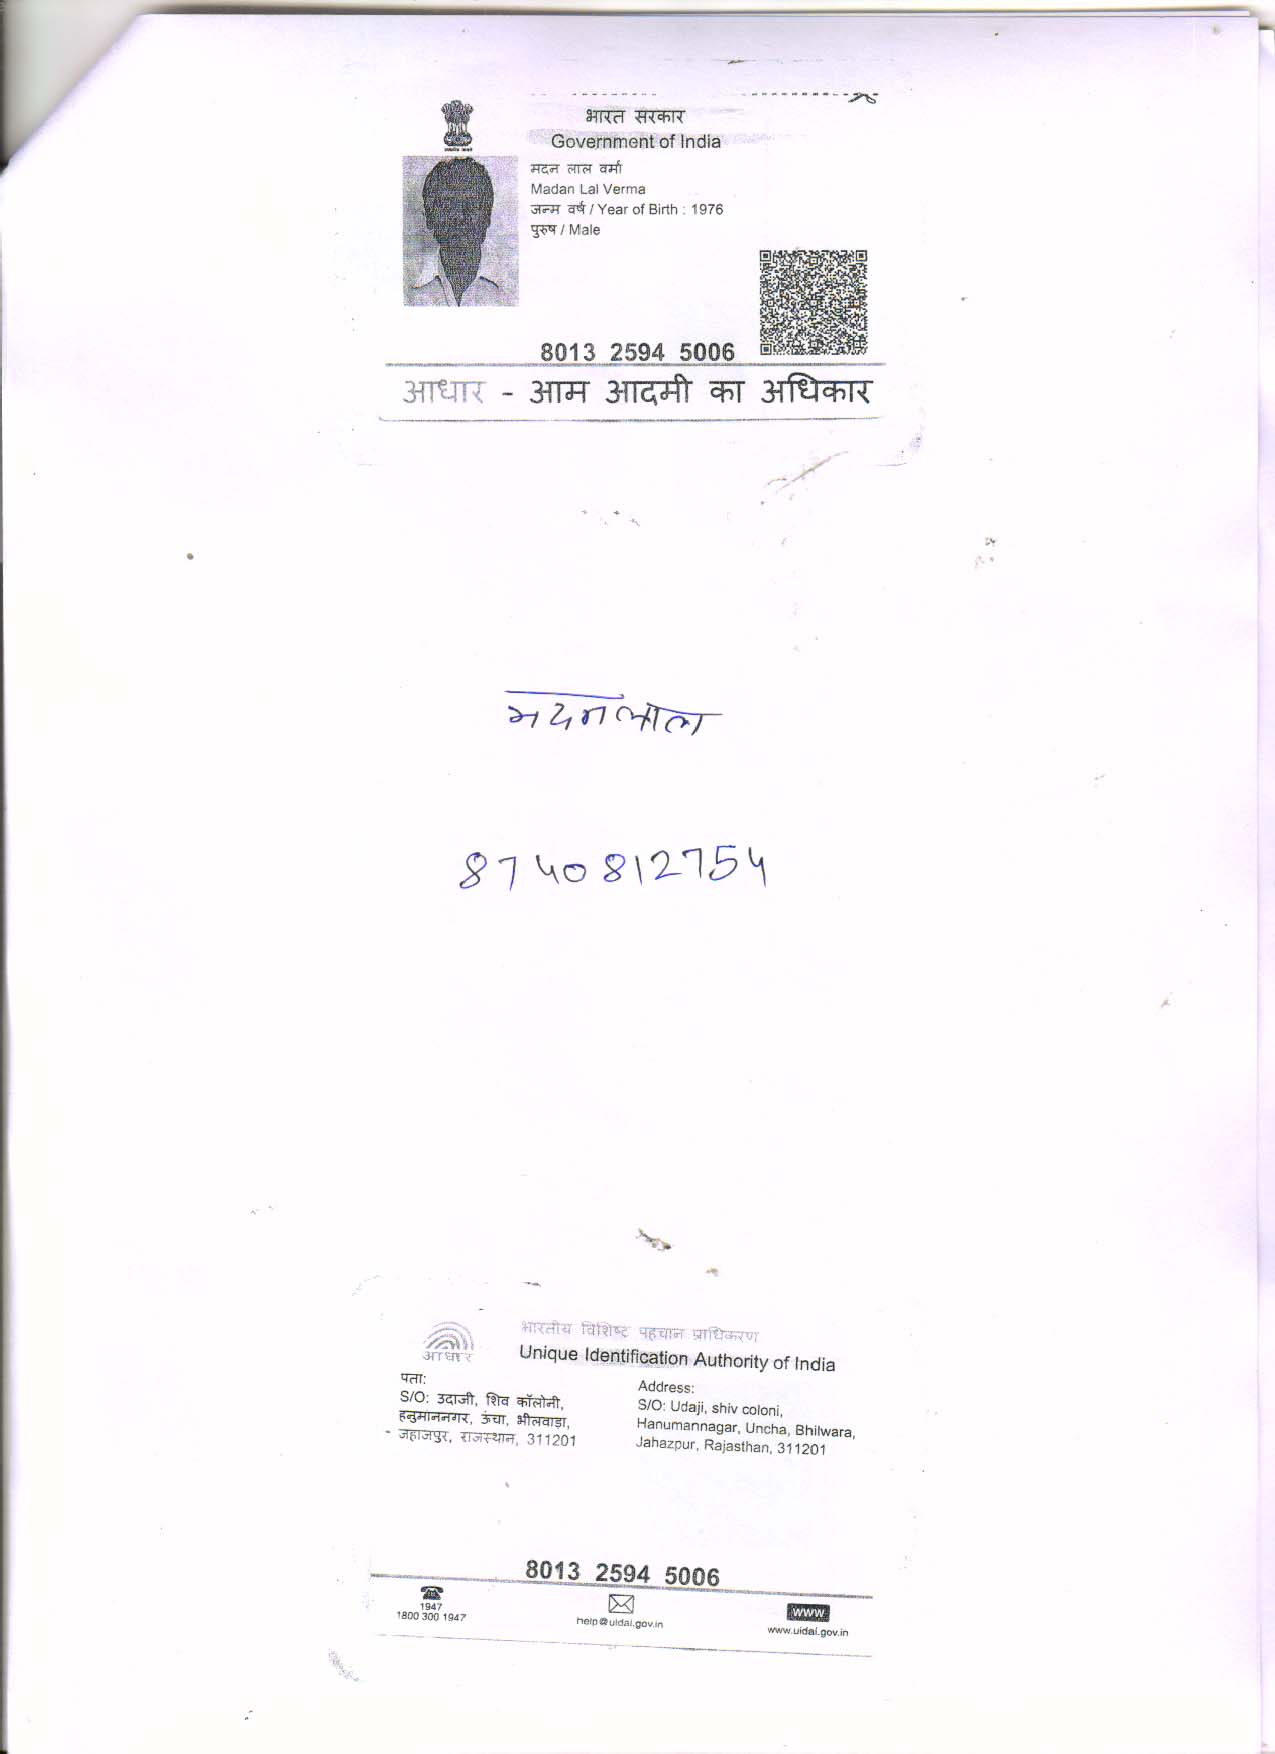 भारत सरकार
Government of India
मदन लाल वर्मा
Madan Lal Verma
जन्म वर्ष / Year of Birth : 1976
पुरुष / Male
8013 2594 5006
आधार - आम आदमी का अधिकार
मदनलाल
8740812754
भारतीय विशिष्ट पहचान प्राधिकरण
Unique Identification Authority of India
आधार
पता:
S/O: उदाजी, शिव कॉलोनी,
हनुमाननगर, ऊंचा, भीलवाडा,
जहाजपुर, राजस्थान, 311201
Address:
S/O: Udaji, shiv coloni,
Hanumannagar, Uncha, Bhilwara,
Jahazpur, Rajasthan, 311201
8013 2594 5006
1947
1800 300 1947
help@uidai.gov.in
WWW
www.uidai.gov.in